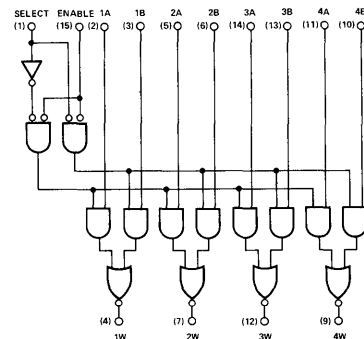 SELECT ENABLE 1A 1B 2A 2B 3A 3B 4A 4B
(1) (15) (2) (3) (5) (6) (14) (13) (11) (10)
(4) (7) (12) (9)
1W 2W 3W 4W